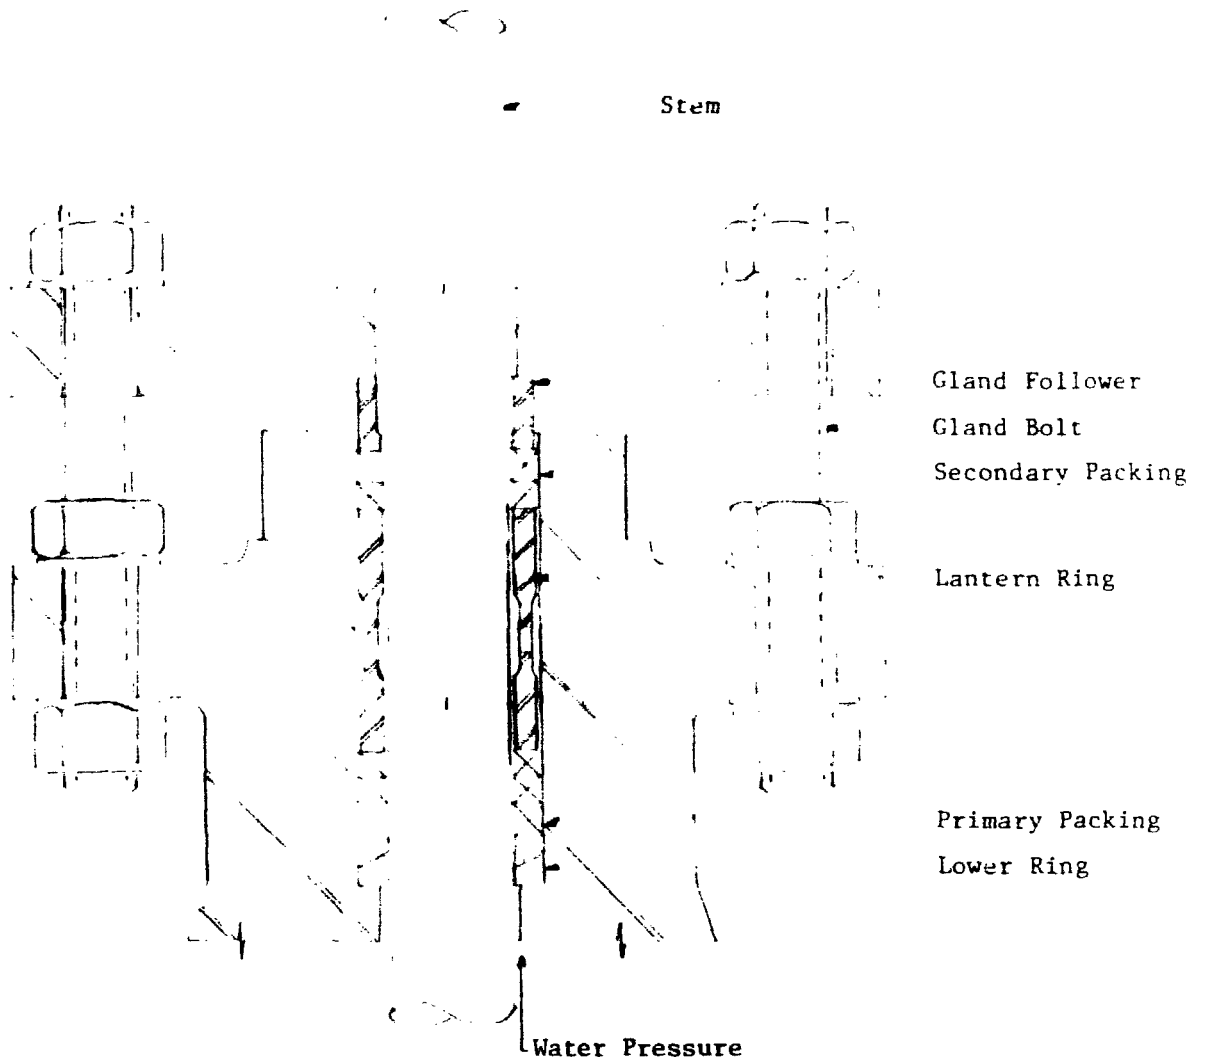 Stem
Gland Follower
Gland Bolt
Secondary Packing
Lantern Ring
Primary Packing
Lower Ring
Water Pressure